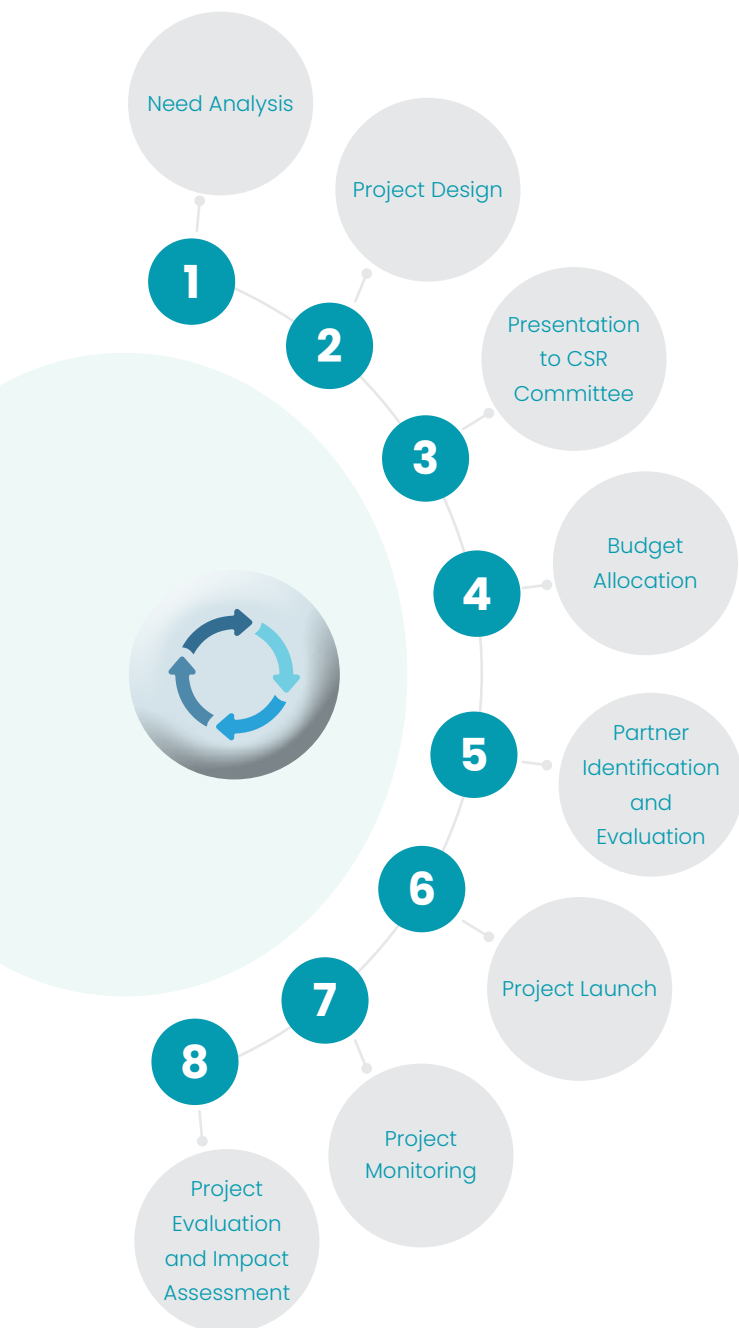 Need Analysis
1
Project Design
2
Presentation
to CSR
Committee
3
Budget
Allocation
4
Partner
Identification
and
Evaluation
5
Project Launch
6
Project
Monitoring
7
Project
Evaluation
and Impact
Assessment
8